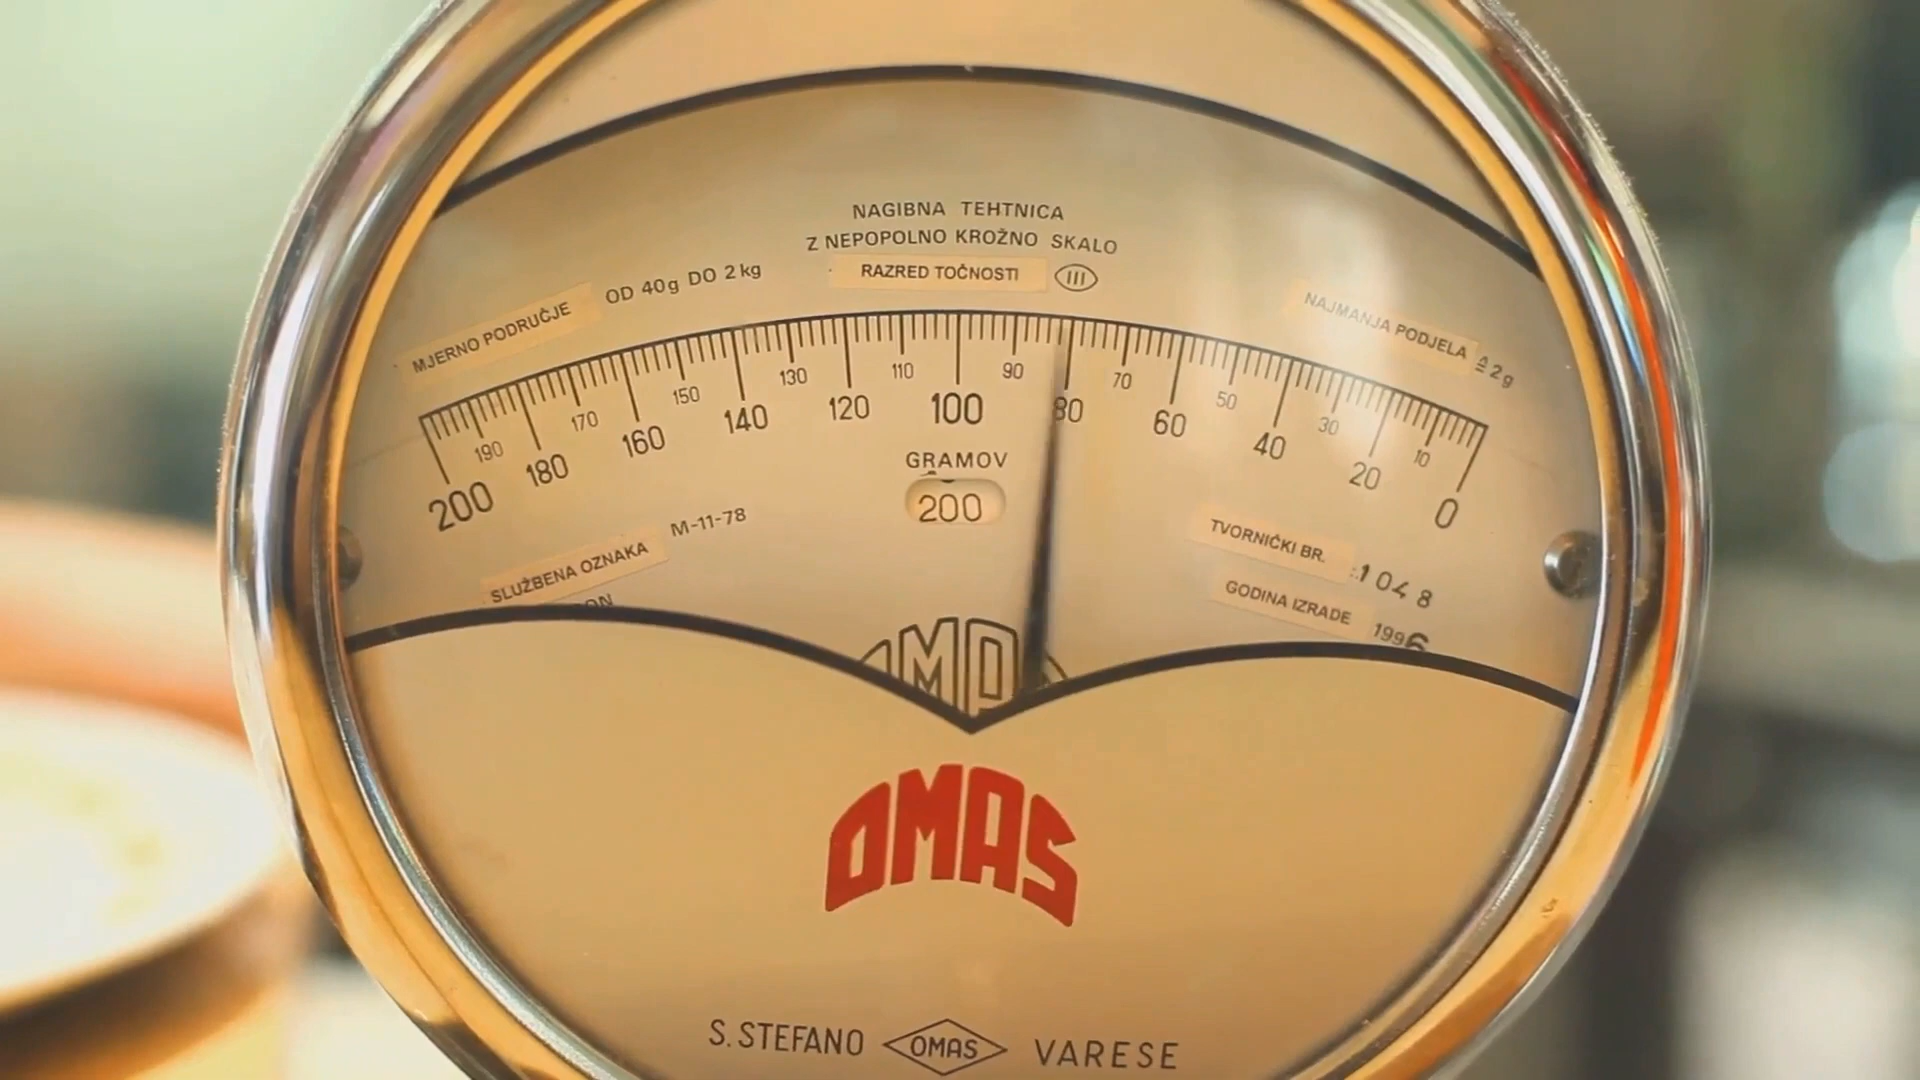 NAGIBNA TEHTNICA
Z NEPOPOLNO KROŽNO SKALO
MJERNO PODRUČJE OD 40g DO 2kg
RAZRED TOČNOSTI III
NAJMANJA PODJELA ≙ 2g
200 190 180 170 160 150 140 130 120 110 100 90 80 70 60 50 40 30 20 10 0
GRAMOV
200
SLUŽBENA OZNAKA M-11-78
TVORNIČKI BR. :1048
GODINA IZRADE 1996
OMAS
S. STEFANO OMAS VARESE